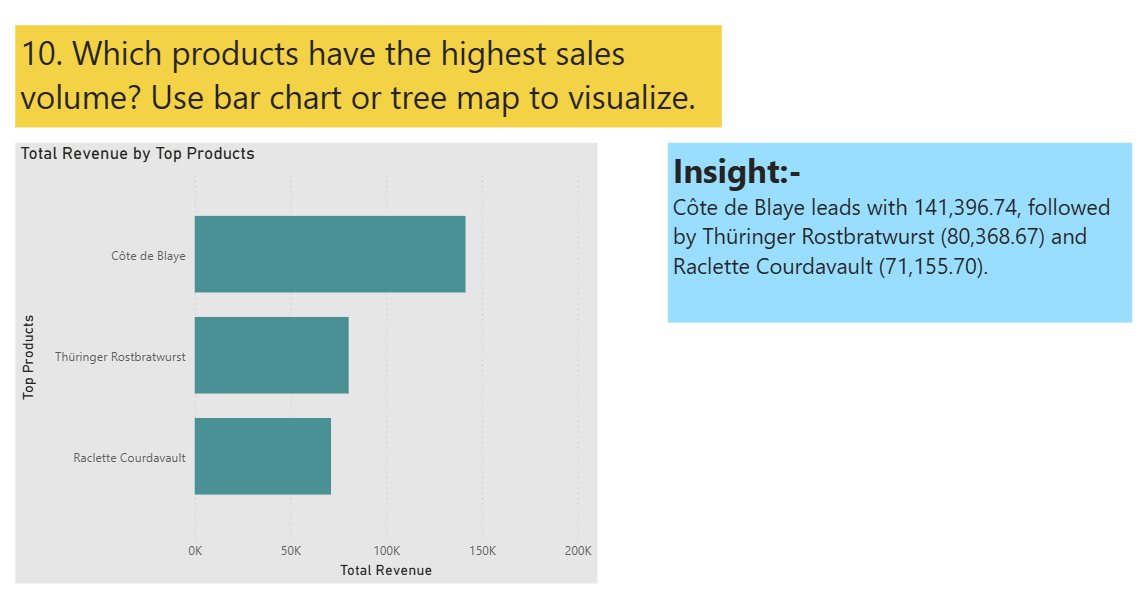 10. Which products have the highest sales
volume? Use bar chart or tree map to visualize.
Total Revenue by Top Products
Top Products
Côte de Blaye
Thüringer Rostbratwurst
Raclette Courdavault
0K
50K
100K
150K
200K
Total Revenue
Insight:-
Côte de Blaye leads with 141,396.74, followed
by Thüringer Rostbratwurst (80,368.67) and
Raclette Courdavault (71,155.70).